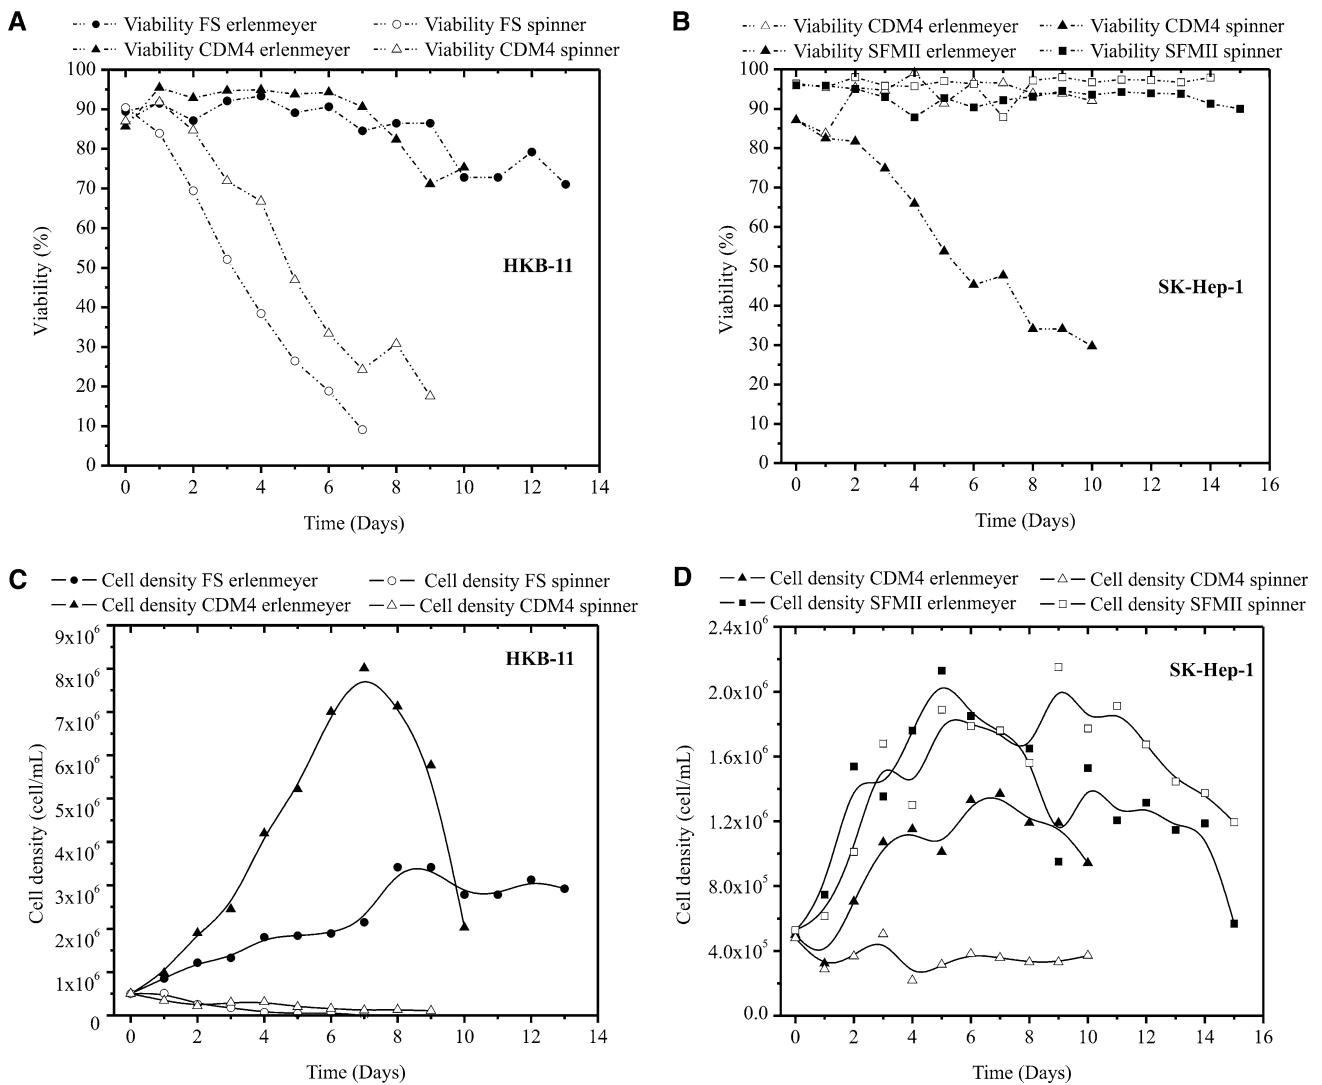 A
Viability FS erlenmeyer
Viability FS spinner
Viability CDM4 erlenmeyer
Viability CDM4 spinner
100
90
80
70
60
50
40
30
20
10
0
Viability (%)
HKB-11
0 2 4 6 8 10 12 14
Time (Days)
B
Viability CDM4 erlenmeyer
Viability CDM4 spinner
Viability SFMII erlenmeyer
Viability SFMII spinner
100
90
80
70
60
50
40
30
20
10
0
Viability (%)
SK-Hep-1
0 2 4 6 8 10 12 14 16
Time (Days)
C
Cell density FS erlenmeyer
Cell density FS spinner
Cell density CDM4 erlenmeyer
Cell density CDM4 spinner
9x10⁶
8x10⁶
7x10⁶
6x10⁶
5x10⁶
4x10⁶
3x10⁶
2x10⁶
1x10⁶
0
Cell density (cell/mL)
HKB-11
0 2 4 6 8 10 12 14
Time (Days)
D
Cell density CDM4 erlenmeyer
Cell density CDM4 spinner
Cell density SFMII erlenmeyer
Cell density SFMII spinner
2.4x10⁶
2.0x10⁶
1.6x10⁶
1.2x10⁶
8.0x10⁵
4.0x10⁵
0.0
Cell density (cell/mL)
SK-Hep-1
0 2 4 6 8 10 12 14 16
Time (Days)